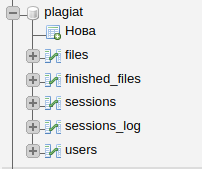 plagiat
Нова
files
finished_files
sessions
sessions_log
users